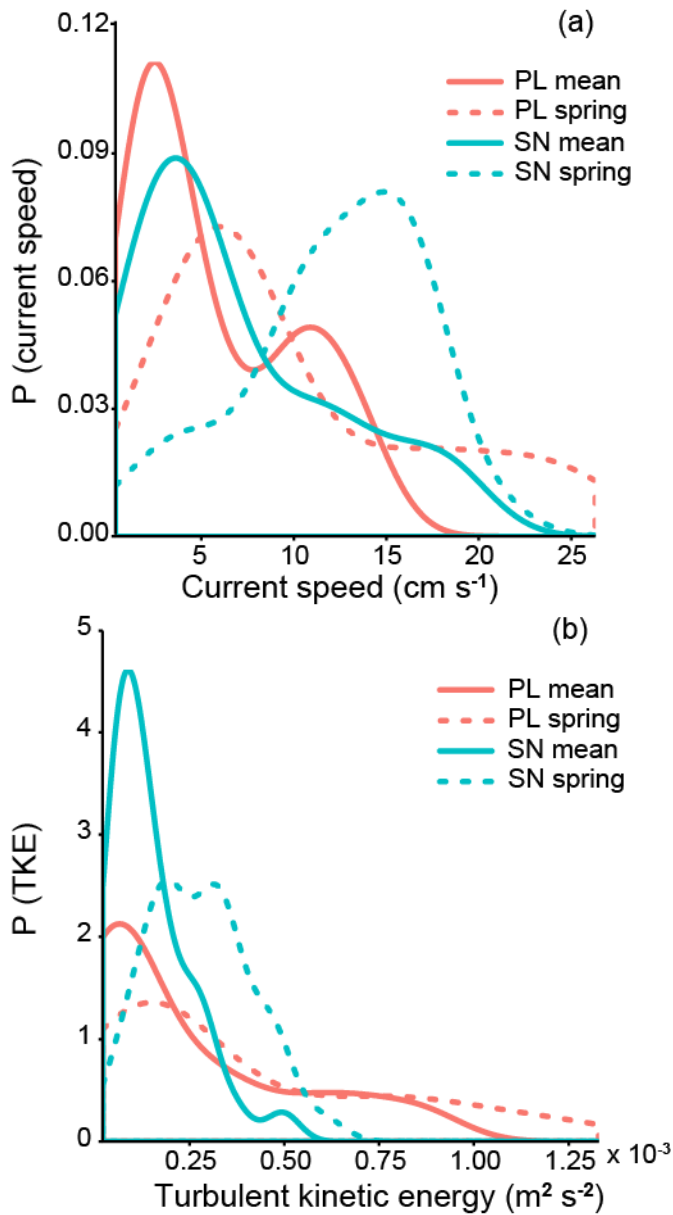 (a)
0.12
PL mean
PL spring
SN mean
SN spring
0.09
0.06
0.03
0.00
P (current speed)
5 10 15 20 25
Current speed (cm s⁻¹)
(b)
5
PL mean
PL spring
SN mean
SN spring
4
3
2
1
0
P (TKE)
0.25 0.50 0.75 1.00 1.25 x 10⁻³
Turbulent kinetic energy (m² s⁻²)